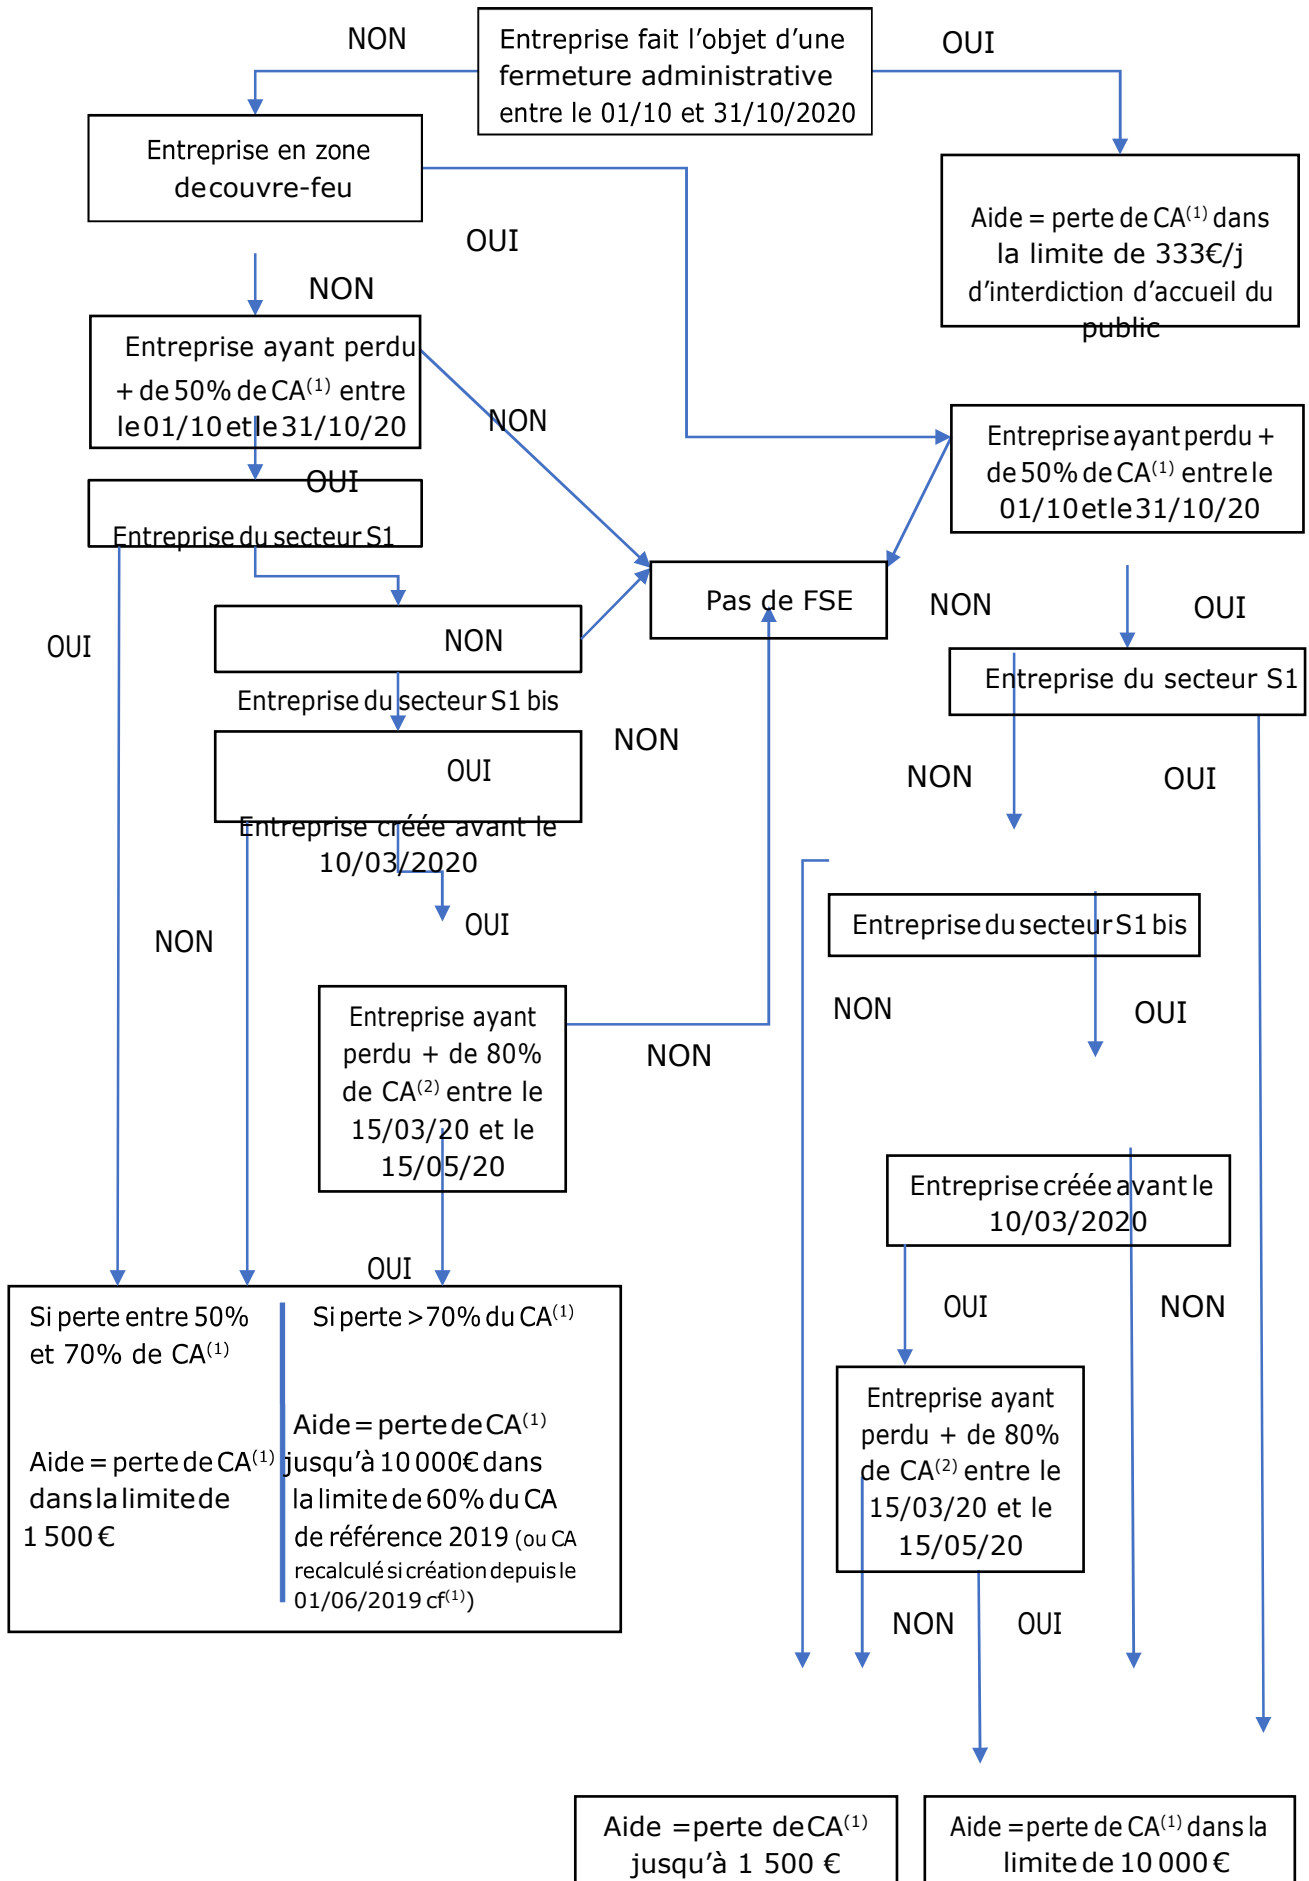 NON
Entreprise fait l'objet d'une
fermeture administrative
entre le 01/10 et 31/10/2020
OUI
Entreprise en zone
de couvre-feu
OUI
Aide = perte de CA(1) dans
la limite de 333€/j
d'interdiction d'accueil du
public
NON
Entreprise ayant perdu
+ de 50% de CA(1) entre
le 01/10 et le 31/10/20
NON
Entreprise ayant perdu +
de 50% de CA(1) entre le
01/10 et le 31/10/20
OUI
Entreprise du secteur S1
Pas de FSE
NON
OUI
OUI
NON
Entreprise du secteur S1
Entreprise du secteur S1 bis
NON
NON
OUI
OUI
Entreprise créée avant le
10/03/2020
OUI
NON
Entreprise du secteur S1 bis
NON
OUI
Entreprise ayant
perdu + de 80%
de CA(2) entre le
15/03/20 et le
15/05/20
NON
Entreprise créée avant le
10/03/2020
OUI
OUI
NON
Si perte entre 50%
et 70% de CA(1)
Aide = perte de CA(1)
dans la limite de
1 500 €
Si perte >70% du CA(1)
Aide = perte de CA(1)
jusqu'à 10 000€ dans
la limite de 60% du CA
de référence 2019 (ou CA
recalculé si création depuis le
01/06/2019 cf(1))
Entreprise ayant
perdu + de 80%
de CA(2) entre le
15/03/20 et le
15/05/20
NON
OUI
Aide =perte de CA(1)
jusqu'à 1 500 €
Aide =perte de CA(1) dans la
limite de 10 000 €